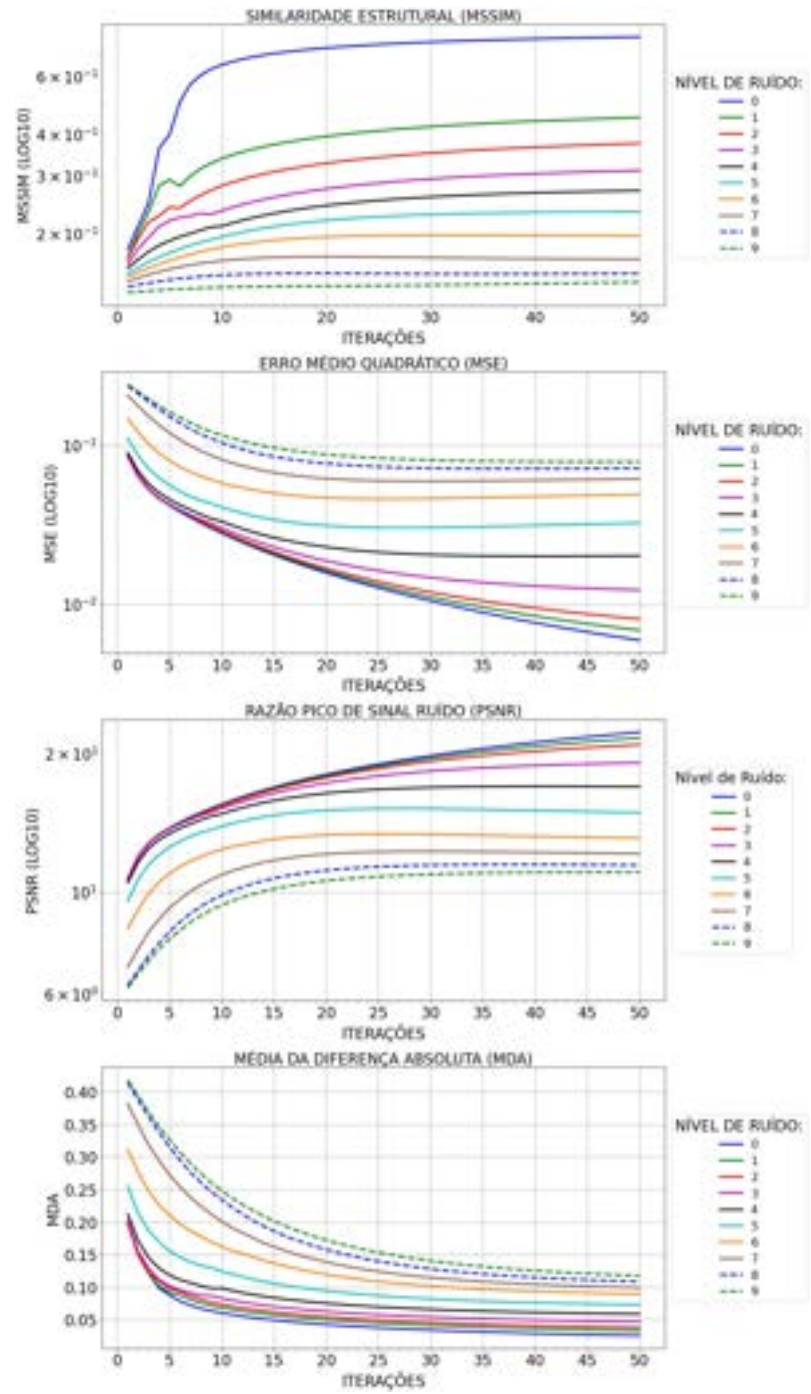 SIMILARIDADE ESTRUTURAL (MSSIM)
6 × 10⁻¹
4 × 10⁻¹
3 × 10⁻¹
2 × 10⁻¹
MSSIM (LOG10)
0 5 10 15 20 25 30 35 40 45 50
ITERAÇÕES
NÍVEL DE RUÍDO:
0
1
2
3
4
5
6
7
8
9
ERRO MÉDIO QUADRÁTICO (MSE)
10⁻¹
10⁻²
MSE (LOG10)
0 5 10 15 20 25 30 35 40 45 50
ITERAÇÕES
NÍVEL DE RUÍDO:
0
1
2
3
4
5
6
7
8
9
RAZÃO PICO DE SINAL RUÍDO (PSNR)
2 × 10¹
10¹
6 × 10⁰
PSNR (LOG10)
0 5 10 15 20 25 30 35 40 45 50
ITERAÇÕES
Nível de Ruído:
0
1
2
3
4
5
6
7
8
9
MÉDIA DA DIFERENÇA ABSOLUTA (MDA)
0.40
0.35
0.30
0.25
0.20
0.15
0.10
0.05
MDA
0 5 10 15 20 25 30 35 40 45 50
ITERAÇÕES
NÍVEL DE RUÍDO:
0
1
2
3
4
5
6
7
8
9